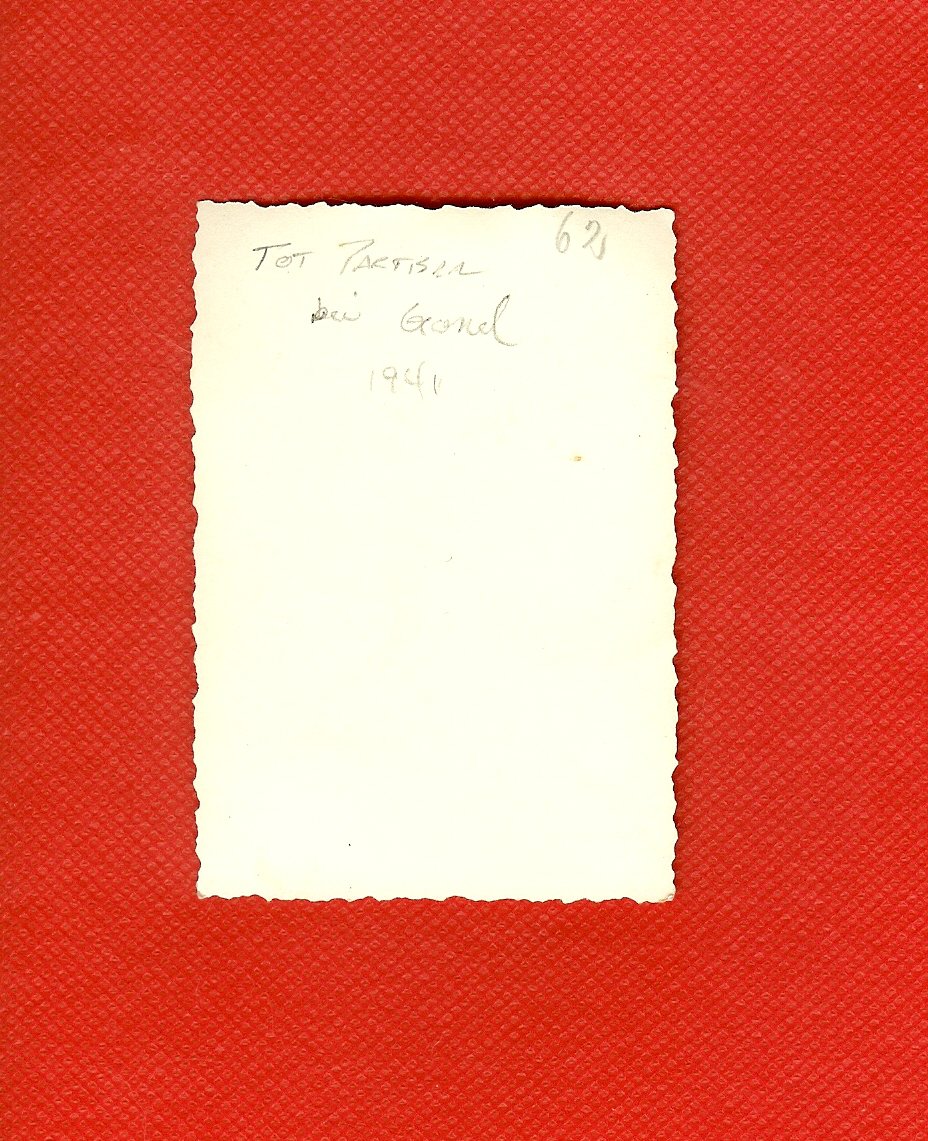 62
TOT PARTISAN
bei Gomel
1941